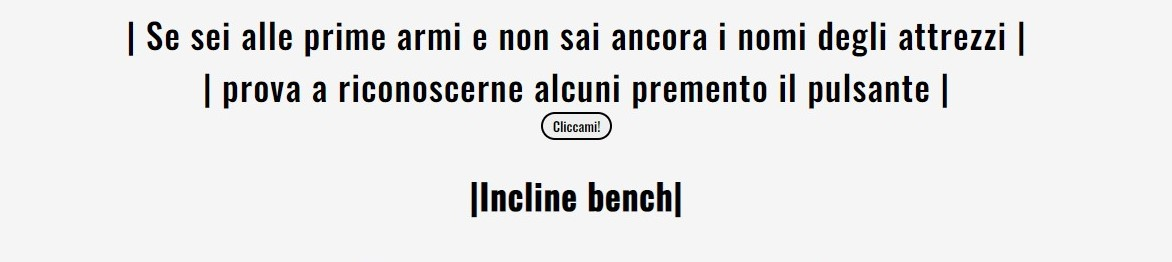 | Se sei alle prime armi e non sai ancora i nomi degli attrezzi |
| prova a riconoscerne alcuni premento il pulsante |
Cliccami!
|Incline bench|